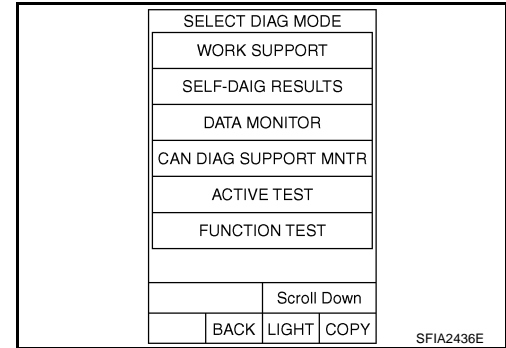 SELECT DIAG MODE
WORK SUPPORT
SELF-DAIG RESULTS
DATA MONITOR
CAN DIAG SUPPORT MNTR
ACTIVE TEST
FUNCTION TEST
Scroll Down
BACK LIGHT COPY
SFIA2436E